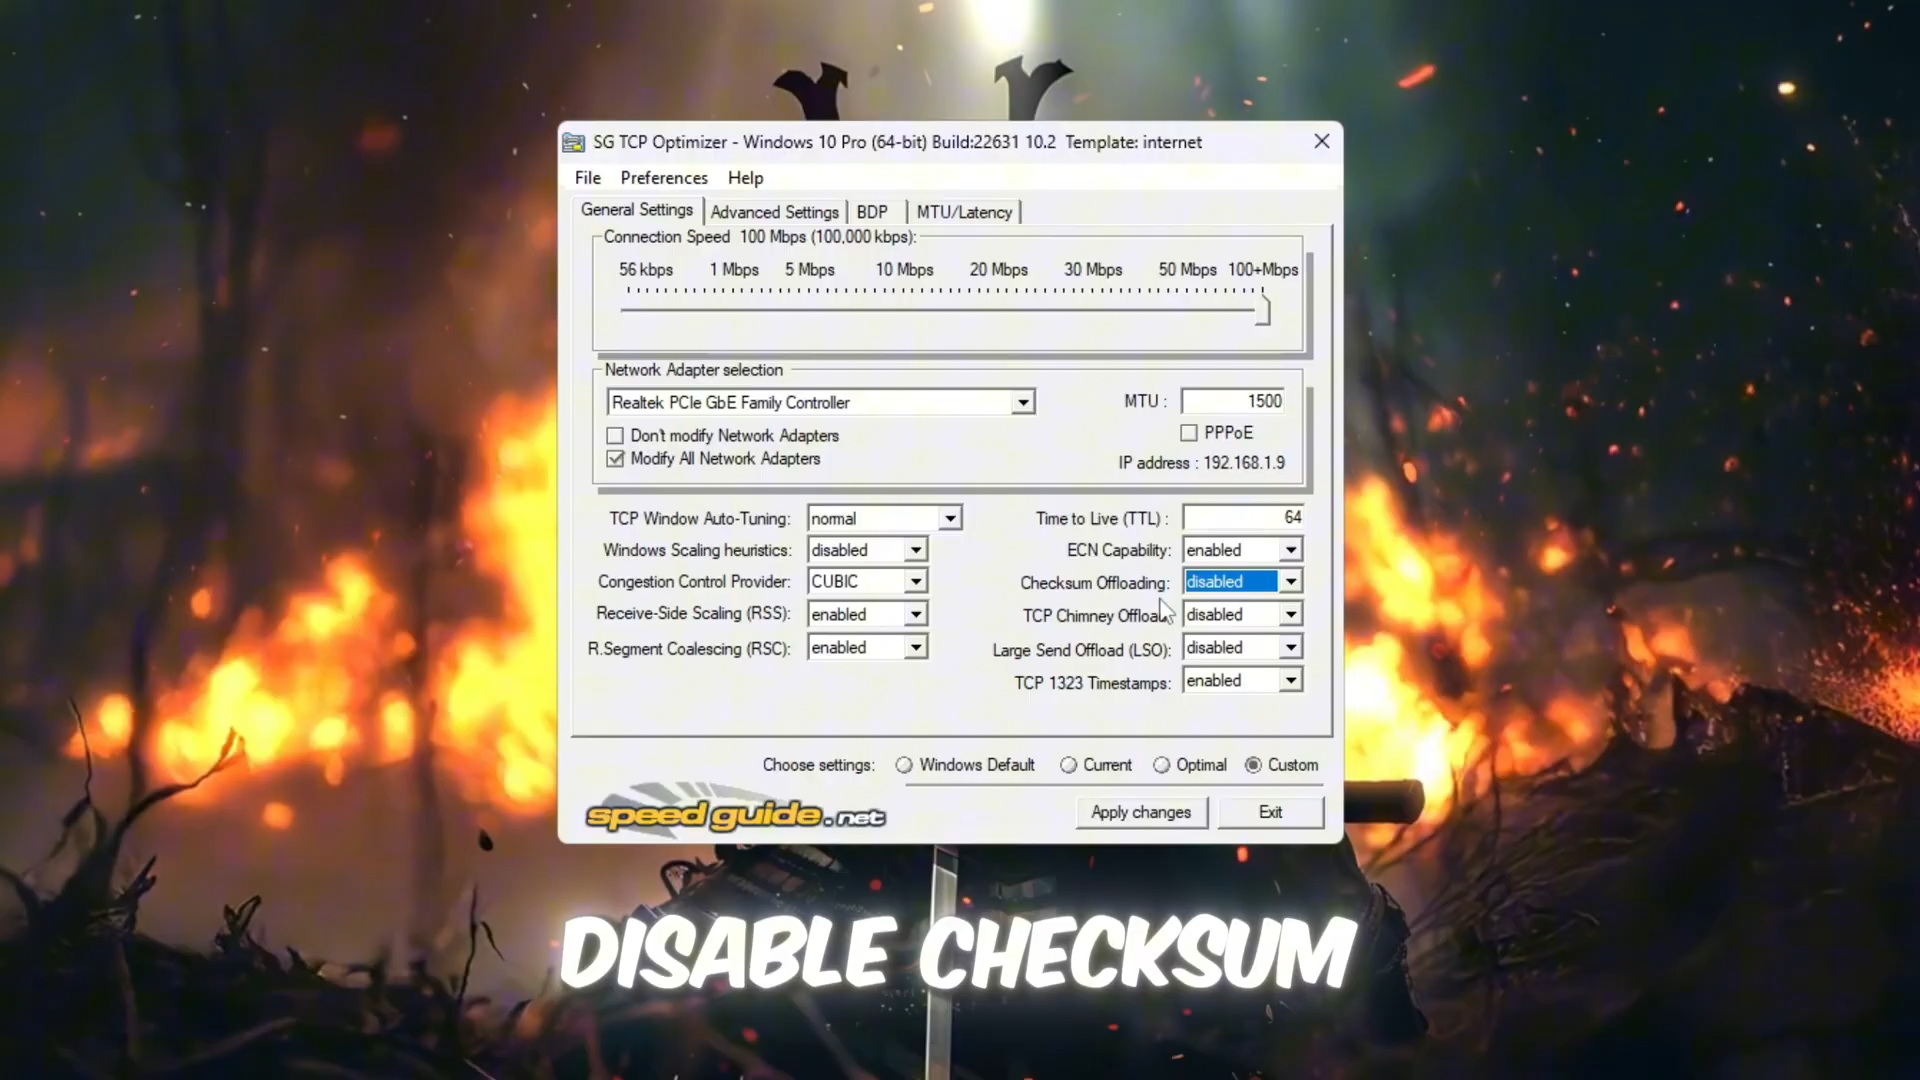 SG TCP Optimizer - Windows 10 Pro (64-bit) Build:22631 10.2 Template: internet
File Preferences Help
General Settings Advanced Settings BDP MTU/Latency
Connection Speed 100 Mbps (100,000 kbps):
56 kbps 1 Mbps 5 Mbps 10 Mbps 20 Mbps 30 Mbps 50 Mbps 100+Mbps
Network Adapter selection
Realtek PCIe GbE Family Controller MTU : 1500
Don't modify Network Adapters PPPoE
Modify All Network Adapters IP address : 192.168.1.9
TCP Window Auto-Tuning: normal Time to Live (TTL) : 64
Windows Scaling heuristics: disabled ECN Capability: enabled
Congestion Control Provider: CUBIC Checksum Offloading: disabled
Receive-Side Scaling (RSS): enabled TCP Chimney Offload disabled
R.Segment Coalescing (RSC): enabled Large Send Offload (LSO): disabled
TCP 1323 Timestamps: enabled
Choose settings: Windows Default Current Optimal Custom
speedguide.net Apply changes Exit
DISABLE CHECKSUM